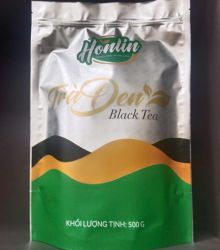 Honlin
Trà Đen
Black Tea
KHỐI LƯỢNG TỊNH: 500 G